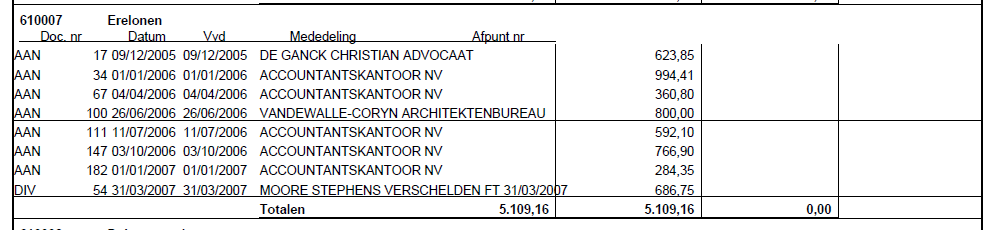 610007 Erelonen
Doc. nr Datum Vvd Mededeling Afpunt nr
AAN 17 09/12/2005 09/12/2005 DE GANCK CHRISTIAN ADVOCAAT 623,85
AAN 34 01/01/2006 01/01/2006 ACCOUNTANTSKANTOOR NV 994,41
AAN 67 04/04/2006 04/04/2006 ACCOUNTANTSKANTOOR NV 360,80
AAN 100 26/06/2006 26/06/2006 VANDEWALLE-CORYN ARCHITEKTENBUREAU 800,00
AAN 111 11/07/2006 11/07/2006 ACCOUNTANTSKANTOOR NV 592,10
AAN 147 03/10/2006 03/10/2006 ACCOUNTANTSKANTOOR NV 766,90
AAN 182 01/01/2007 01/01/2007 ACCOUNTANTSKANTOOR NV 284,35
DIV 54 31/03/2007 31/03/2007 MOORE STEPHENS VERSCHELDEN FT 31/03/2007 686,75
Totalen 5.109,16 5.109,16 0,00